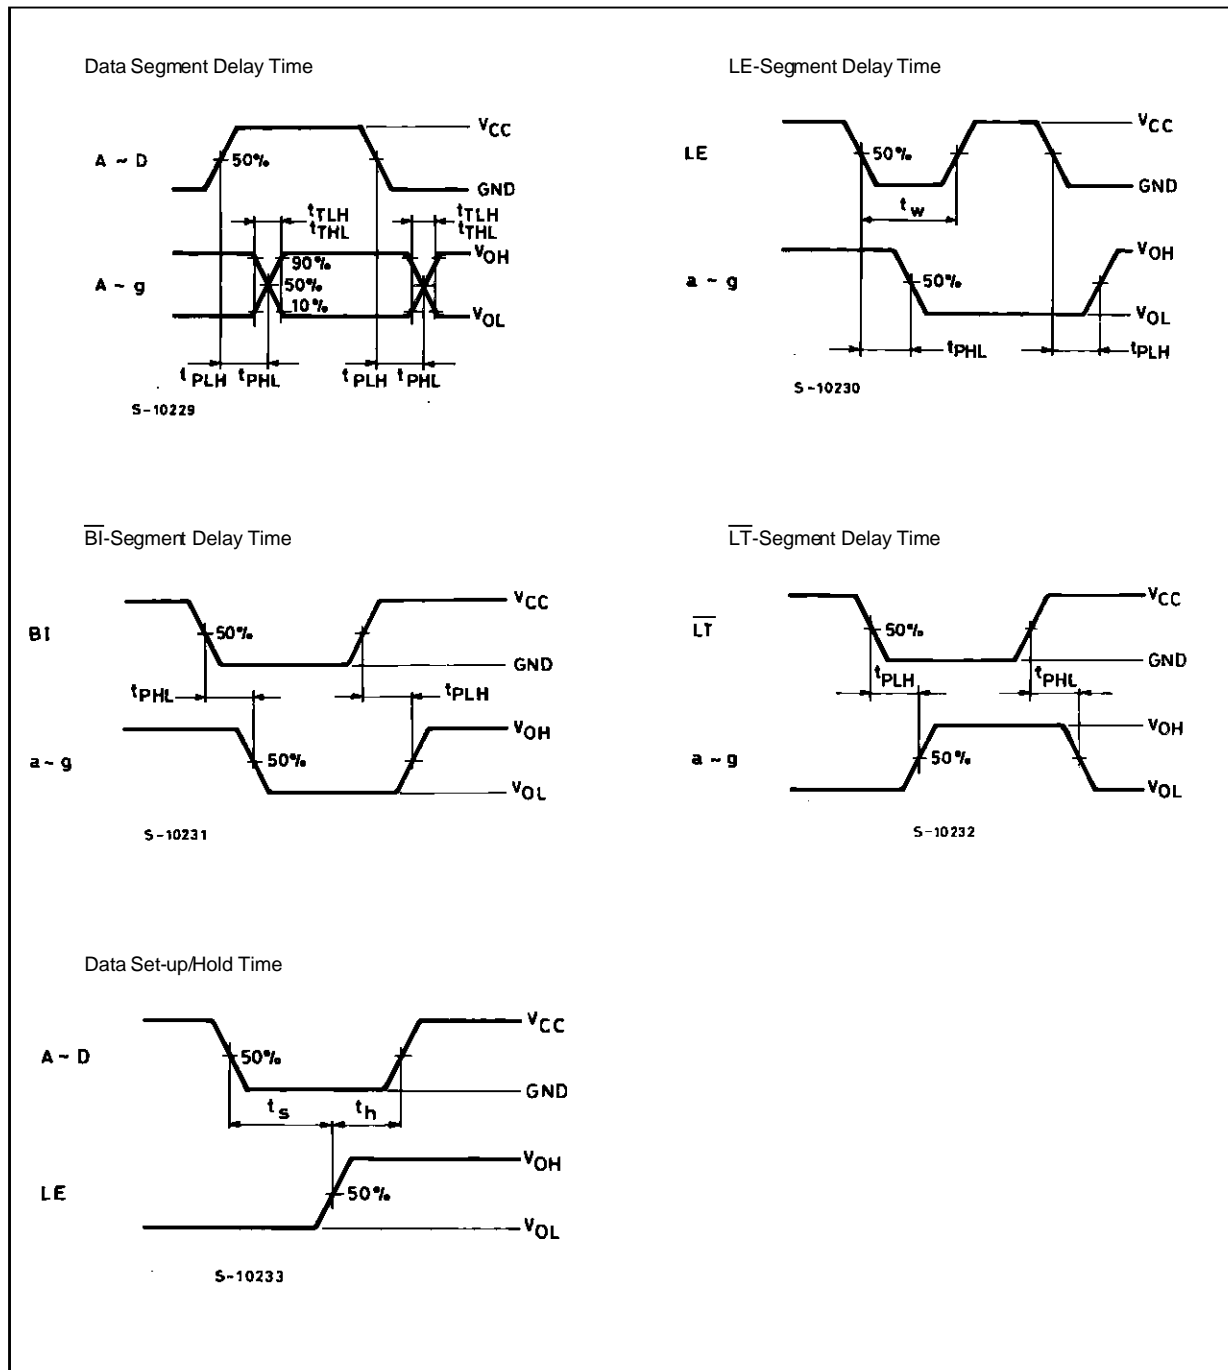 Data Segment Delay Time
A ~ D
50%
VCC
GND
tTLH
tTHL
tTLH
tTHL
A ~ g
90%
50%
10%
VOH
VOL
tPLH tPHL
tPLH tPHL
S-10229
LE-Segment Delay Time
LE
50%
VCC
GND
tw
a ~ g
50%
VOH
VOL
tPHL
tPLH
S-10230
B̅I̅-Segment Delay Time
BI
50%
VCC
GND
tPHL
tPLH
a ~ g
50%
VOH
VOL
S-10231
L̅T̅-Segment Delay Time
L̅T̅
50%
VCC
GND
tPLH
tPHL
a ~ g
50%
VOH
VOL
S-10232
Data Set-up/Hold Time
A ~ D
50%
VCC
GND
ts
th
LE
50%
VOH
VOL
S-10233